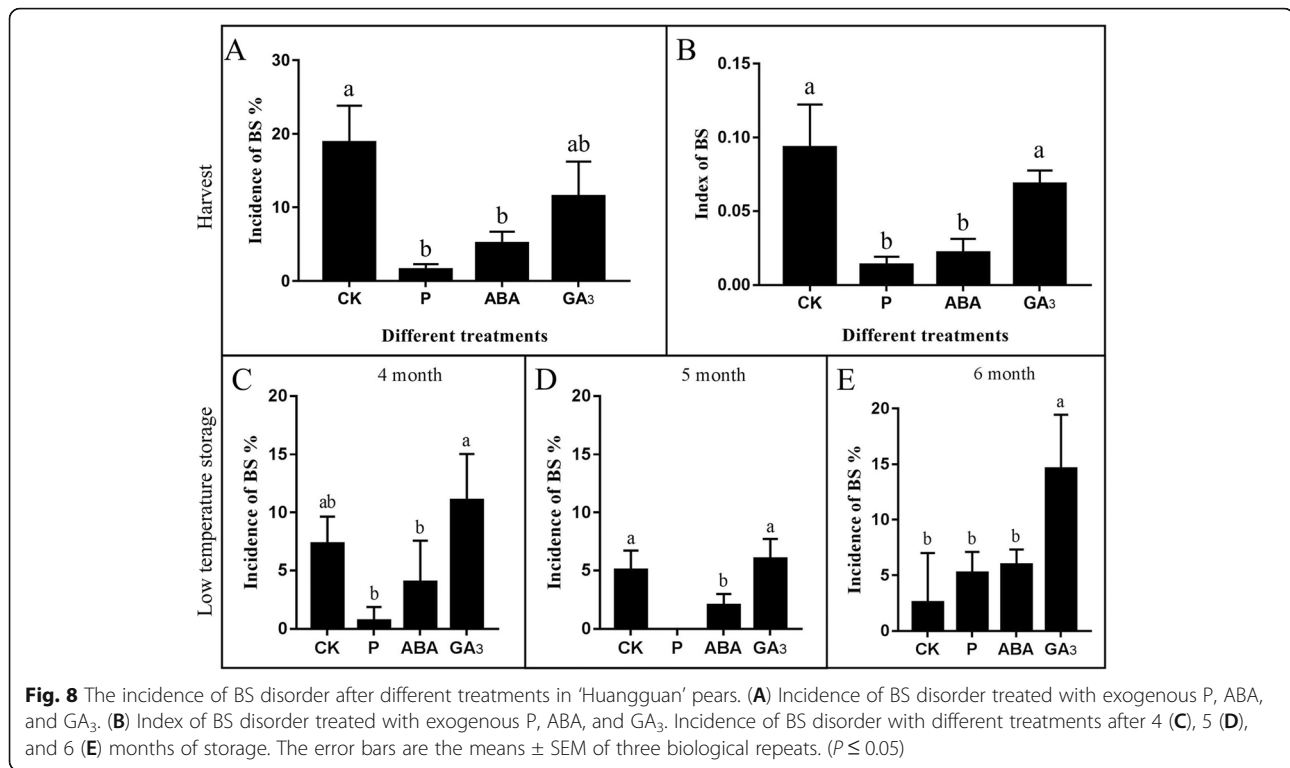 Harvest
A
Incidence of BS %
30
20
10
0
a
b
b
ab
CK P ABA GA₃
Different treatments
B
Index of BS
0.15
0.10
0.05
0.00
a
b
b
a
CK P ABA GA₃
Different treatments
Low temperature storage
C
4 month
Incidence of BS %
20
15
10
5
0
ab
b
b
a
CK P ABA GA₃
D
5 month
Incidence of BS %
20
15
10
5
0
a
b
a
CK P ABA GA₃
E
6 month
Incidence of BS %
20
15
10
5
0
b
b
b
a
CK P ABA GA₃
Fig. 8 The incidence of BS disorder after different treatments in ‘Huangguan’ pears. (A) Incidence of BS disorder treated with exogenous P, ABA,
and GA₃. (B) Index of BS disorder treated with exogenous P, ABA, and GA₃. Incidence of BS disorder with different treatments after 4 (C), 5 (D),
and 6 (E) months of storage. The error bars are the means ± SEM of three biological repeats. (P ≤ 0.05)